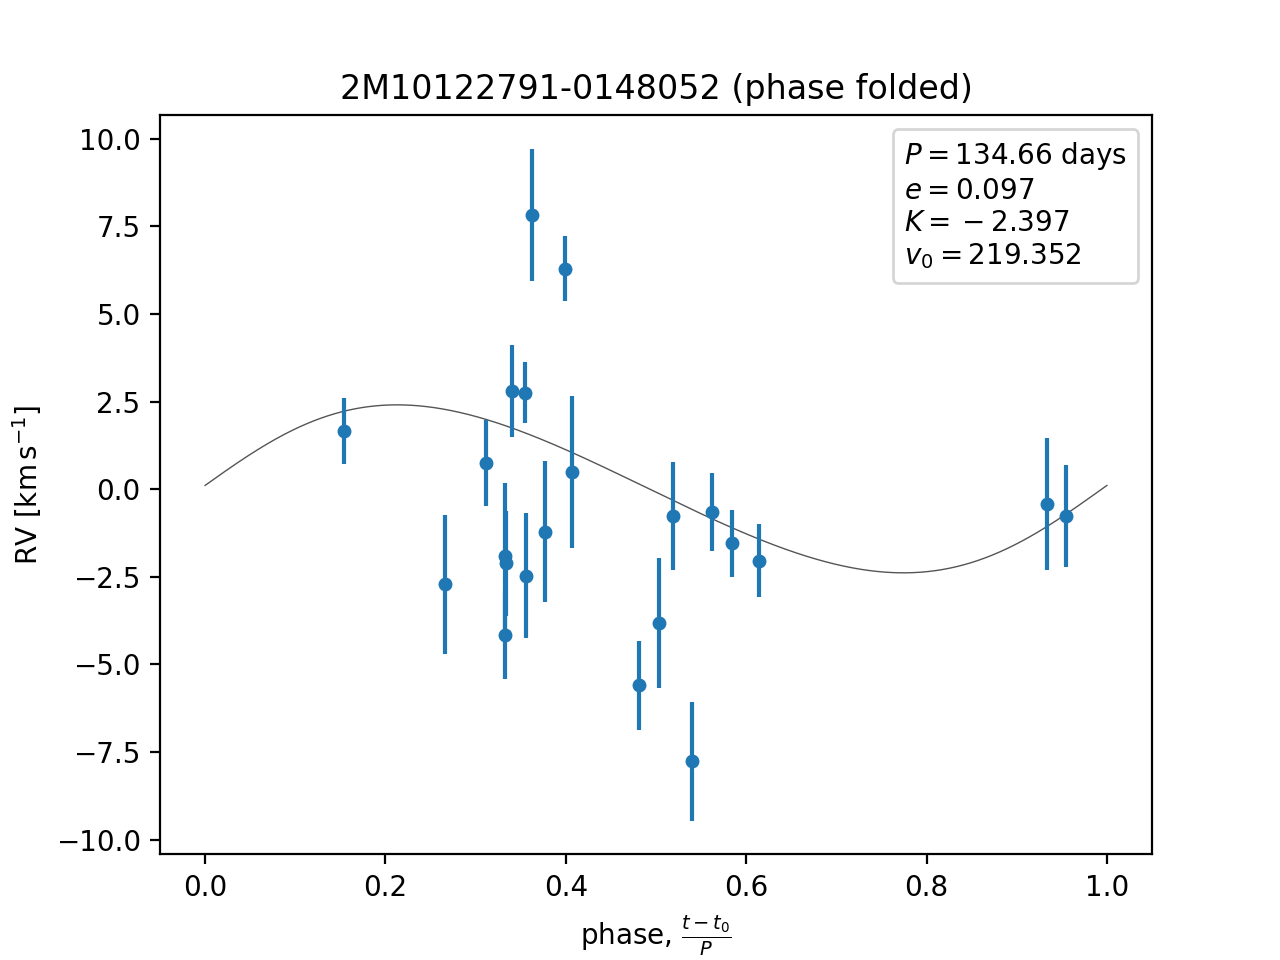 2M10122791-0148052 (phase folded)
P = 134.66 days
e = 0.097
K = −2.397
v₀ = 219.352
10.0
7.5
5.0
2.5
0.0
−2.5
−5.0
−7.5
−10.0
RV [km s⁻¹]
0.0 0.2 0.4 0.6 0.8 1.0
phase, (t − t₀)/P